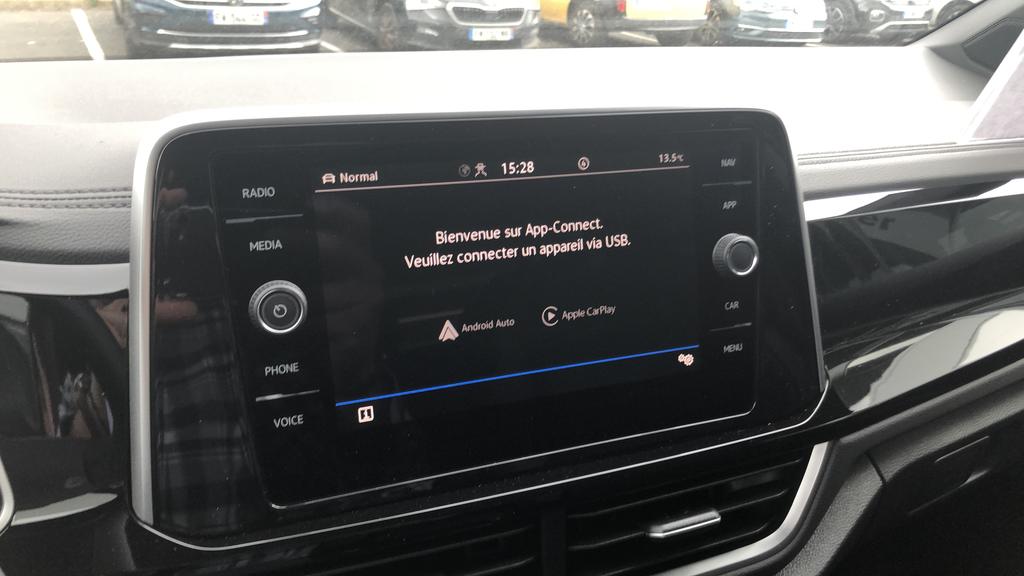 RADIO
MEDIA
PHONE
VOICE
Normal
15:28
13.5°C
Bienvenue sur App-Connect.
Veuillez connecter un appareil via USB.
Android Auto
Apple CarPlay
NAV
APP
CAR
MENU